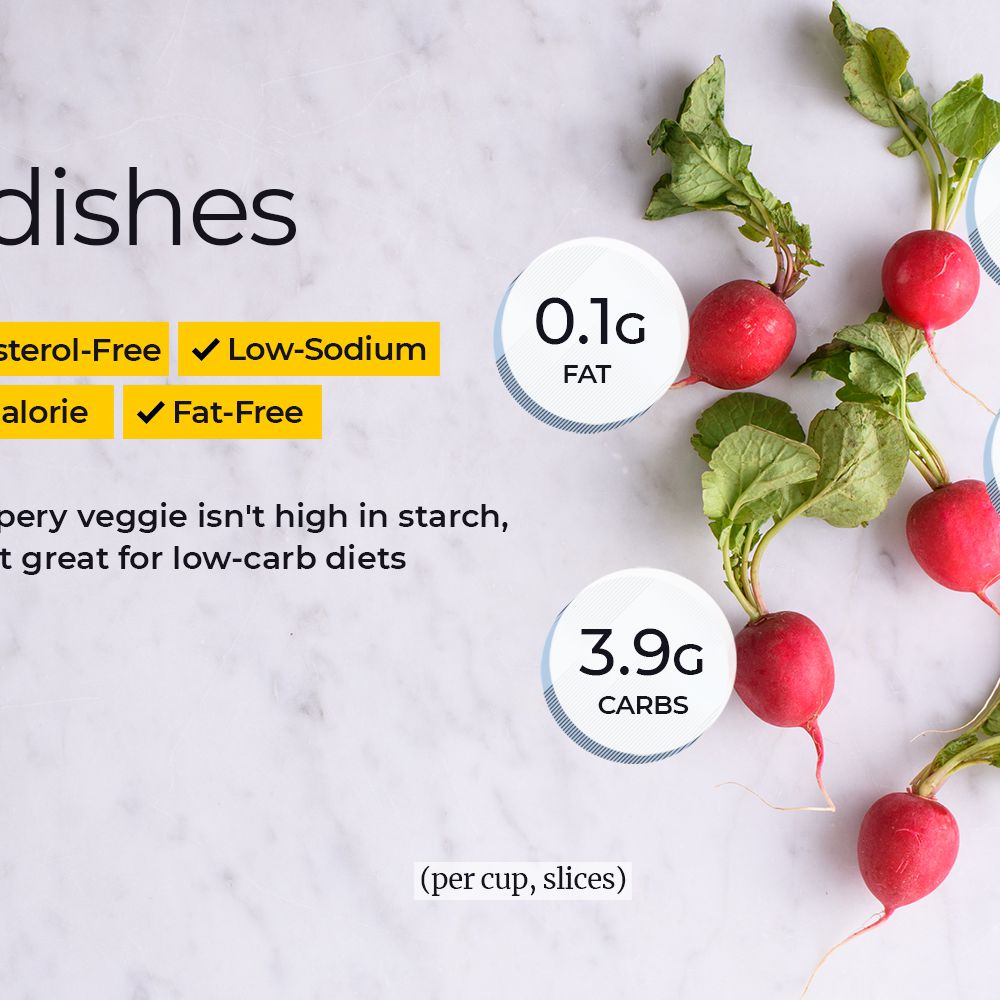 dishes
sterol-Free ✓ Low-Sodium
alorie ✓ Fat-Free
pery veggie isn't high in starch,
t great for low-carb diets
0.1G
FAT
3.9G
CARBS
(per cup, slices)